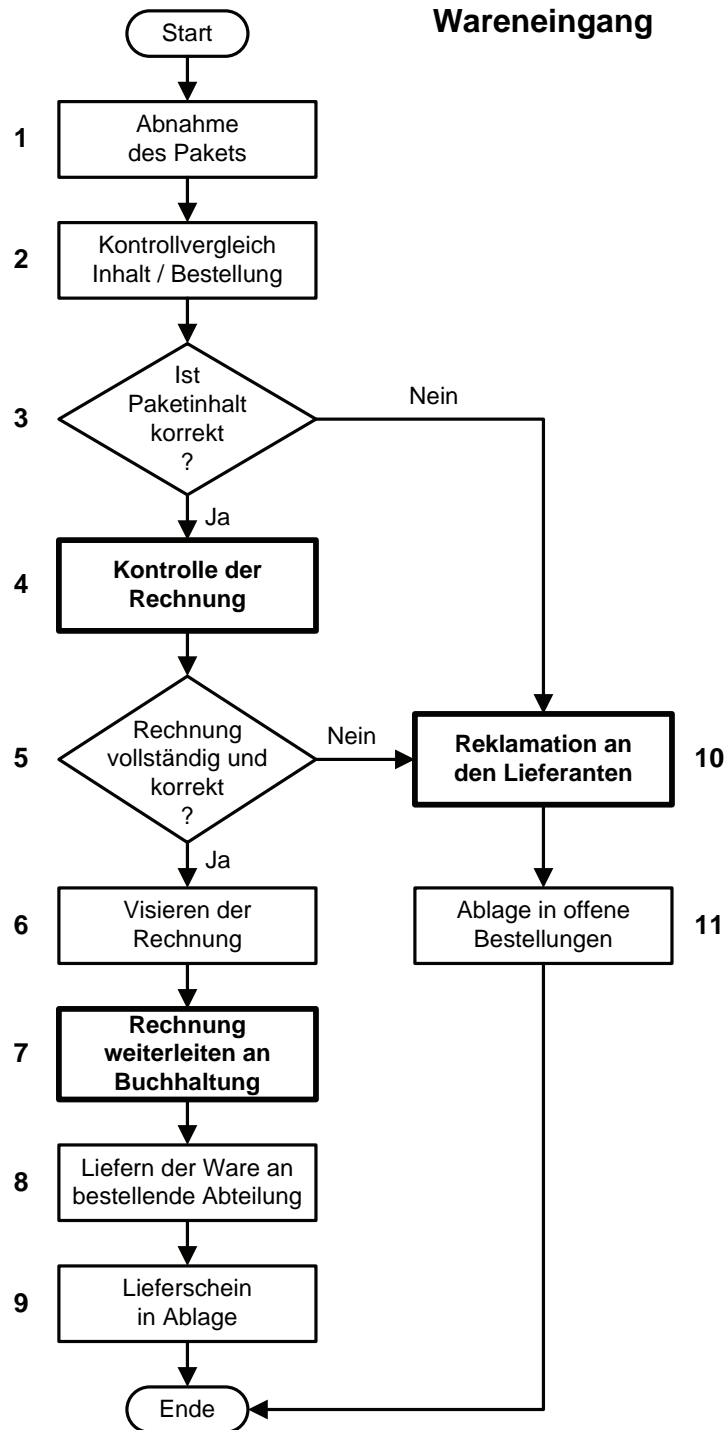 Wareneingang
Start
1
Abnahme
des Pakets
2
Kontrollvergleich
Inhalt / Bestellung
3
Ist
Paketinhalt
korrekt
?
Nein
Ja
4
Kontrolle der
Rechnung
5
Rechnung
vollständig und
korrekt
?
Nein
Reklamation an
den Lieferanten
10
Ja
6
Visieren der
Rechnung
Ablage in offene
Bestellungen
11
7
Rechnung
weiterleiten an
Buchhaltung
8
Liefern der Ware an
bestellende Abteilung
9
Lieferschein
in Ablage
Ende